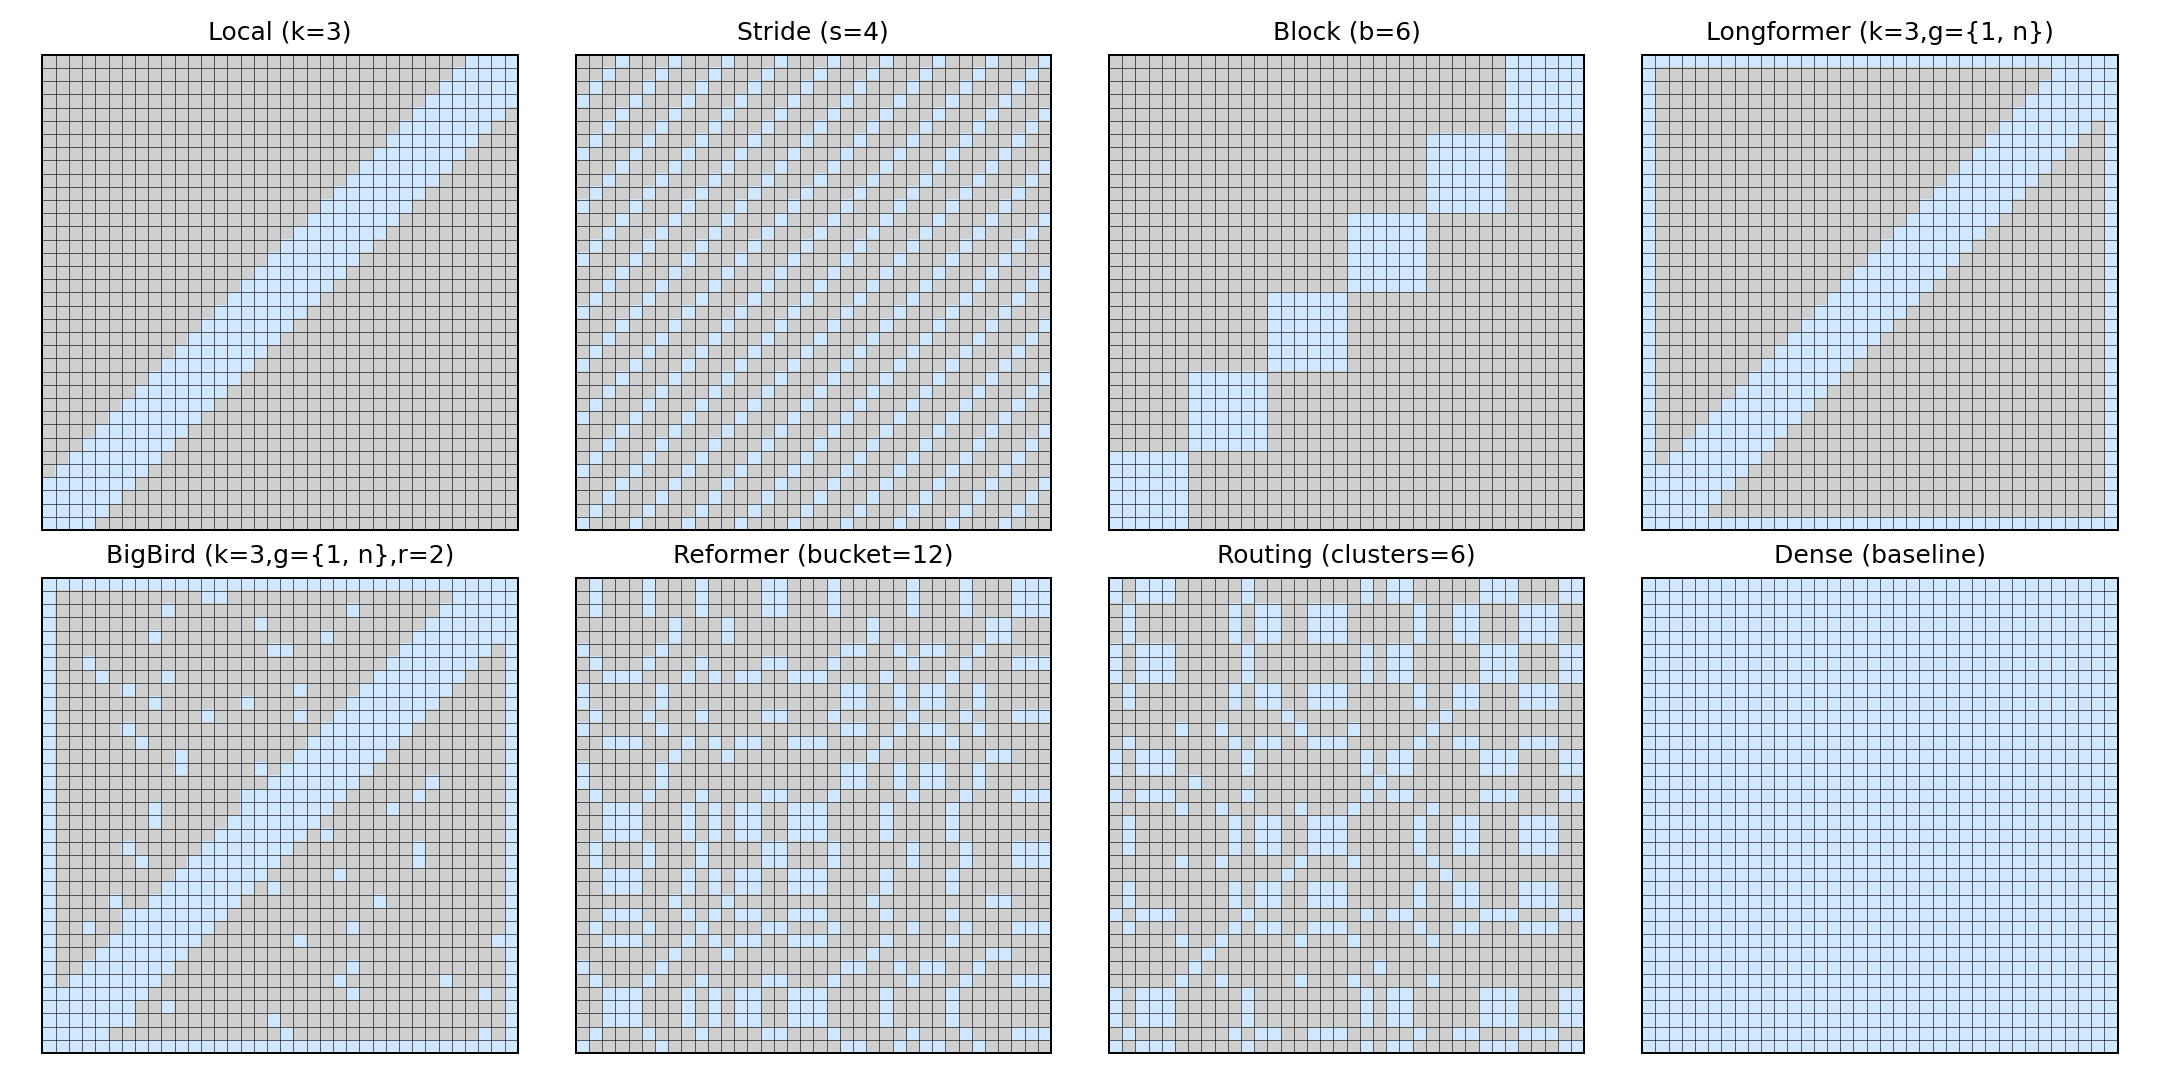 Local (k=3)
Stride (s=4)
Block (b=6)
Longformer (k=3,g={1, n})
BigBird (k=3,g={1, n},r=2)
Reformer (bucket=12)
Routing (clusters=6)
Dense (baseline)